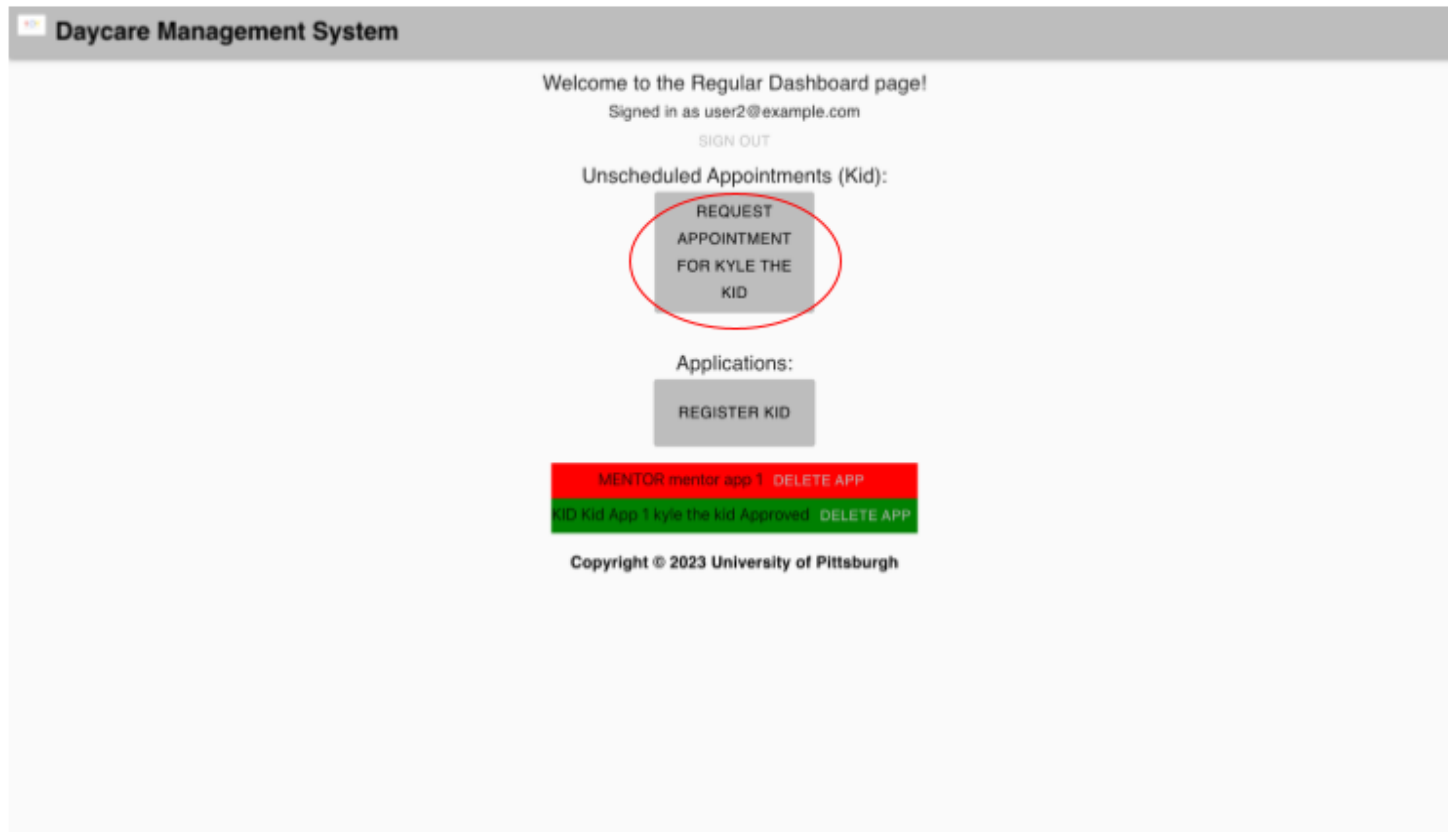 Daycare Management System
Welcome to the Regular Dashboard page!
Signed in as user2@example.com
SIGN OUT
Unscheduled Appointments (Kid):
REQUEST
APPOINTMENT
FOR KYLE THE
KID
Applications:
REGISTER KID
MENTOR mentor app 1 DELETE APP
KID Kid App 1 kyle the kid Approved DELETE APP
Copyright © 2023 University of Pittsburgh